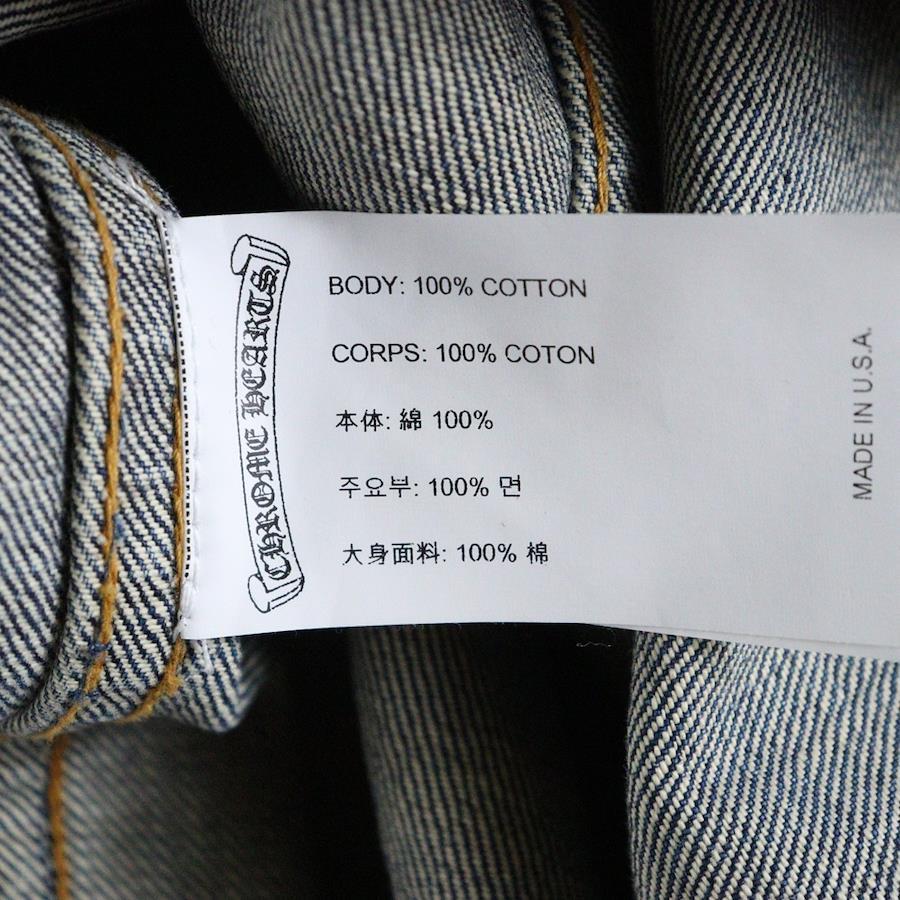 CHROME HEARTS
BODY: 100% COTTON
CORPS: 100% COTON
本体: 綿 100%
주요부: 100% 면
大身面料: 100% 棉
MADE IN U.S.A.